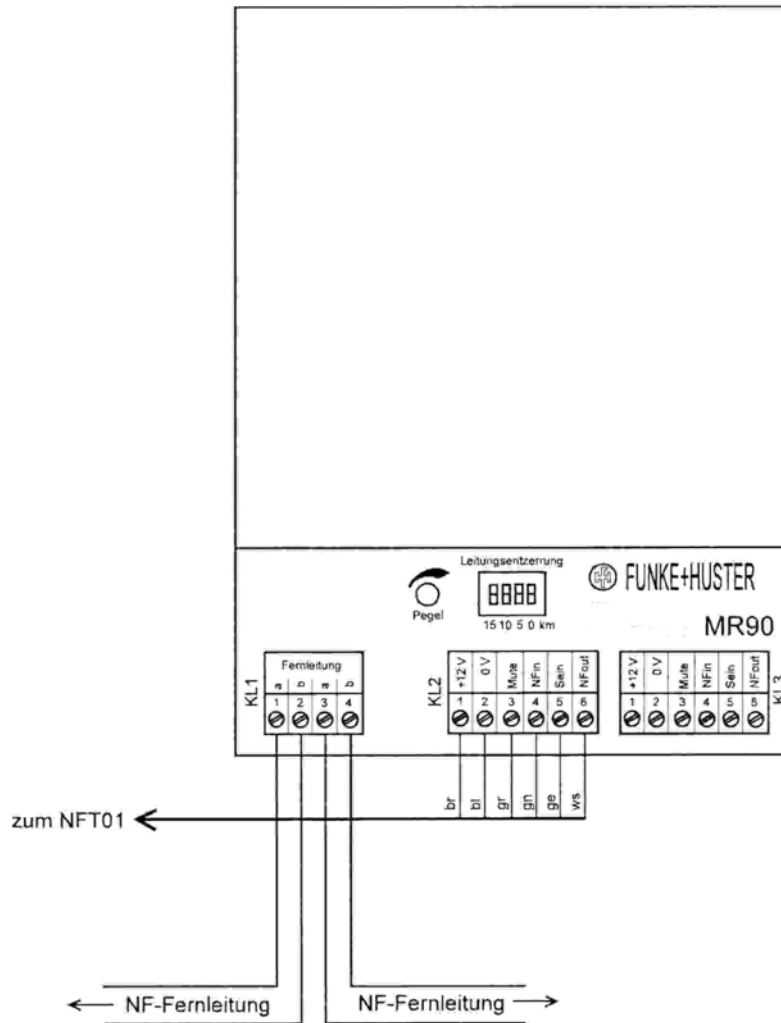 Leitungsentzerrung
FUNKE+HUSTER
Pegel
15 10 5 0 km
MR90
KL1
Fernleitung
a b a b
1 2 3 4
KL2
+12 V 0 V Mute NFin Sein NFout
1 2 3 4 5 6
+12 V 0 V Mute NFin Sein NFout
1 2 3 4 5
KL3
br bl gr gn ge ws
zum NFT01
NF-Fernleitung NF-Fernleitung